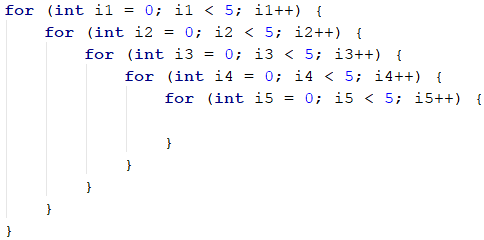 for (int i1 = 0; i1 < 5; i1++) {
    for (int i2 = 0; i2 < 5; i2++) {
        for (int i3 = 0; i3 < 5; i3++) {
            for (int i4 = 0; i4 < 5; i4++) {
                for (int i5 = 0; i5 < 5; i5++) {

                }
            }
        }
    }
}